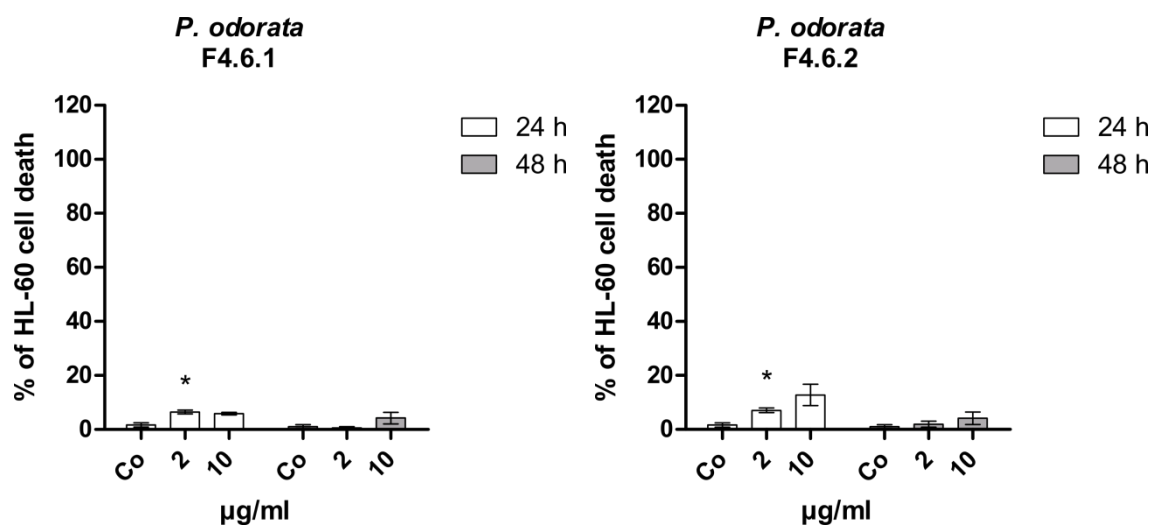 P. odorata
F4.6.1
% of HL-60 cell death
120
100
80
60
40
20
0
*
24 h
48 h
Co 2 10 Co 2 10
µg/ml
P. odorata
F4.6.2
% of HL-60 cell death
120
100
80
60
40
20
0
*
24 h
48 h
Co 2 10 Co 2 10
µg/ml